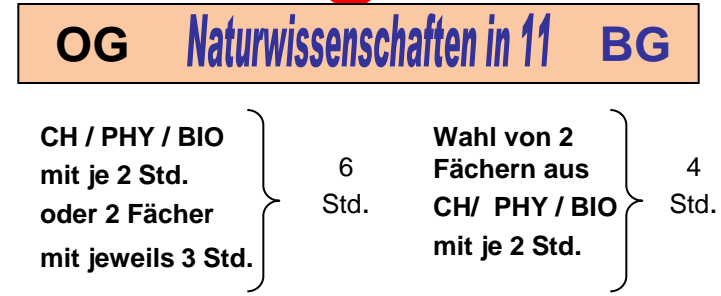 OG Naturwissenschaften in 11 BG
CH / PHY / BIO
mit je 2 Std.
oder 2 Fächer
mit jeweils 3 Std.
6
Std.
Wahl von 2
Fächern aus
CH/ PHY / BIO
mit je 2 Std.
4
Std.